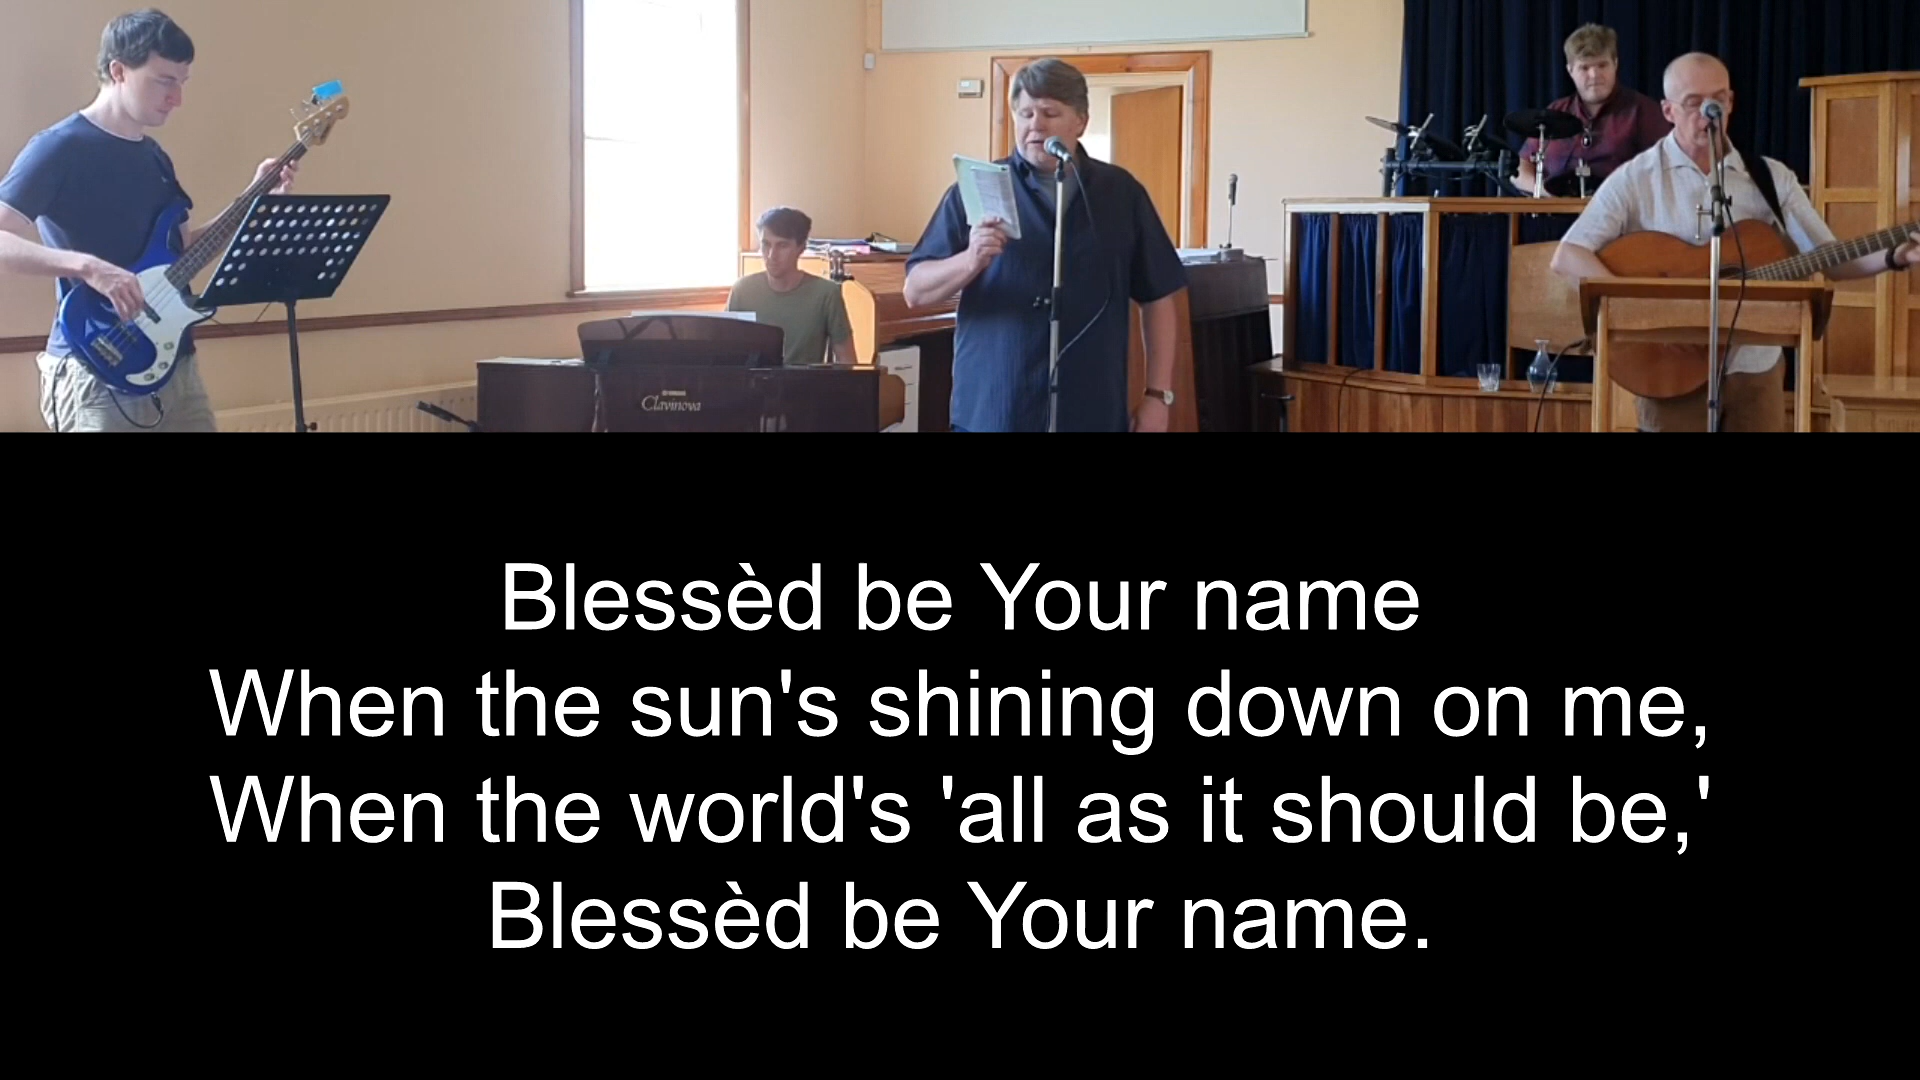 Clavinova
Blessèd be Your name
When the sun's shining down on me,
When the world's 'all as it should be,'
Blessèd be Your name.